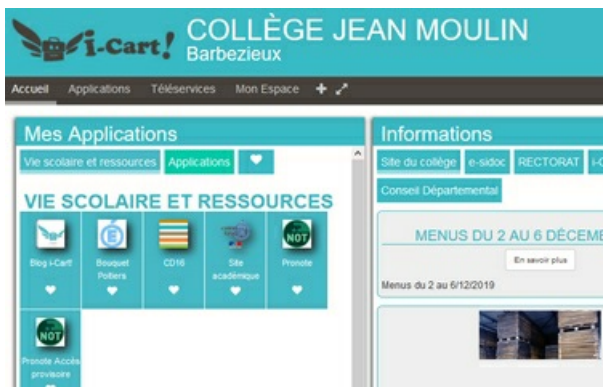 i-Cart!
COLLÈGE JEAN MOULIN
Barbezieux
Accueil Applications Téléservices Mon Espace
Mes Applications
Vie scolaire et ressources Applications
VIE SCOLAIRE ET RESSOURCES
Blog i-Cart! Bouquet Poitiers CD16 Site académique Pronote
NOT
NOT
Pronote Accès
provisoire
Informations
Site du collège e-sidoc RECTORAT i-C
Conseil Départemental
MENUS DU 2 AU 6 DÉCEM
En savoir plus
Menus du 2 au 6/12/2019